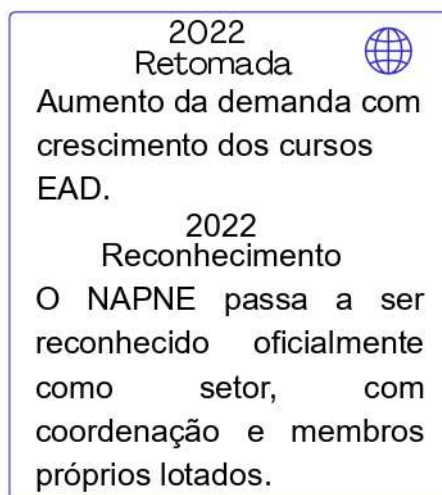 2022
Retomada
Aumento da demanda com
crescimento dos cursos
EAD.
2022
Reconhecimento
O NAPNE passa a ser
reconhecido oficialmente
como setor, com
coordenação e membros
próprios lotados.